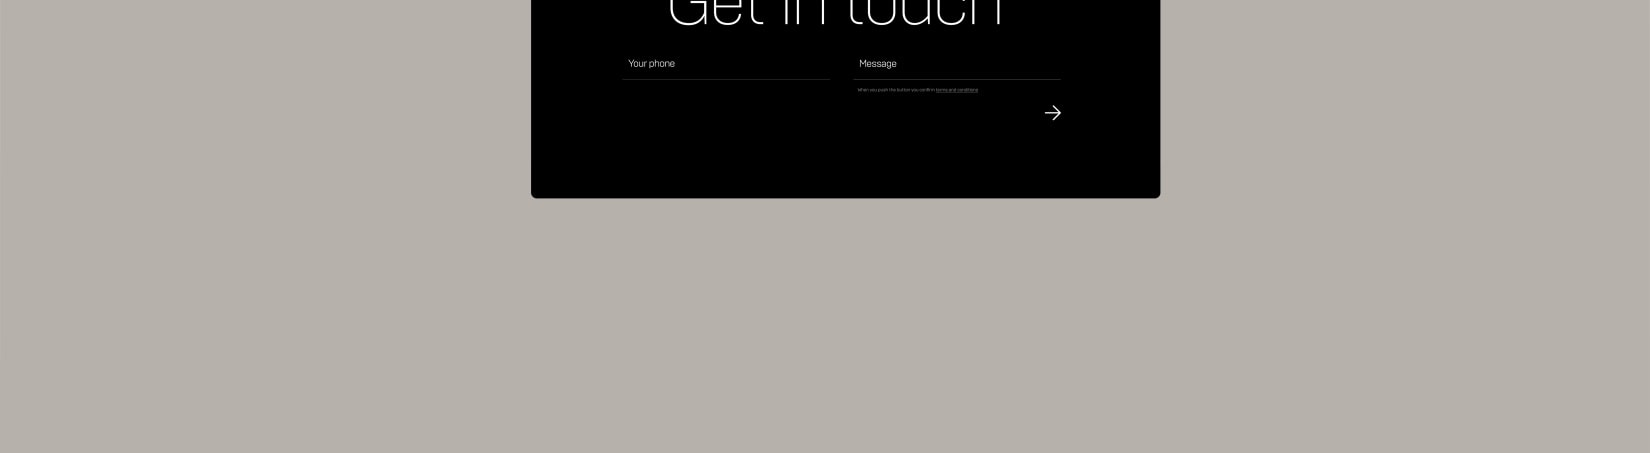 Get in touch
Your phone
Message
When you push the button you confirm terms and conditions